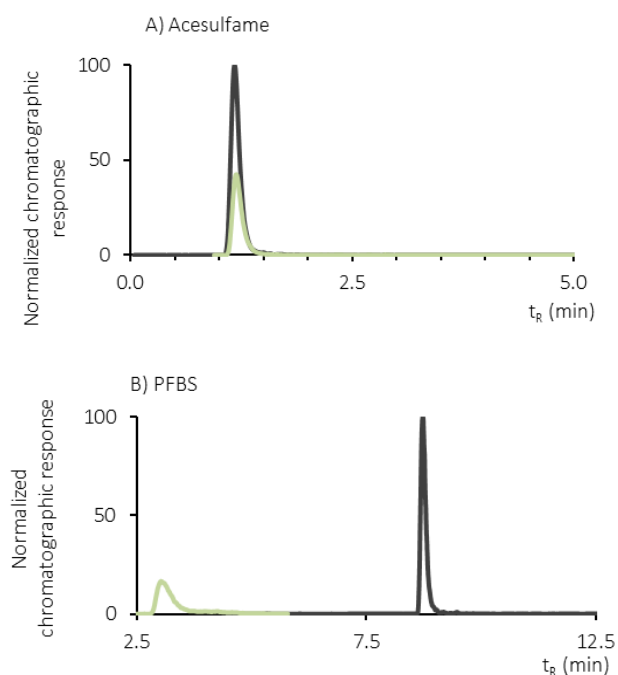 A) Acesulfame
Normalized chromatographic
response
100
50
0
0.0
2.5
5.0
tR (min)
B) PFBS
Normalized
chromatographic response
100
50
0
2.5
7.5
12.5
tR (min)